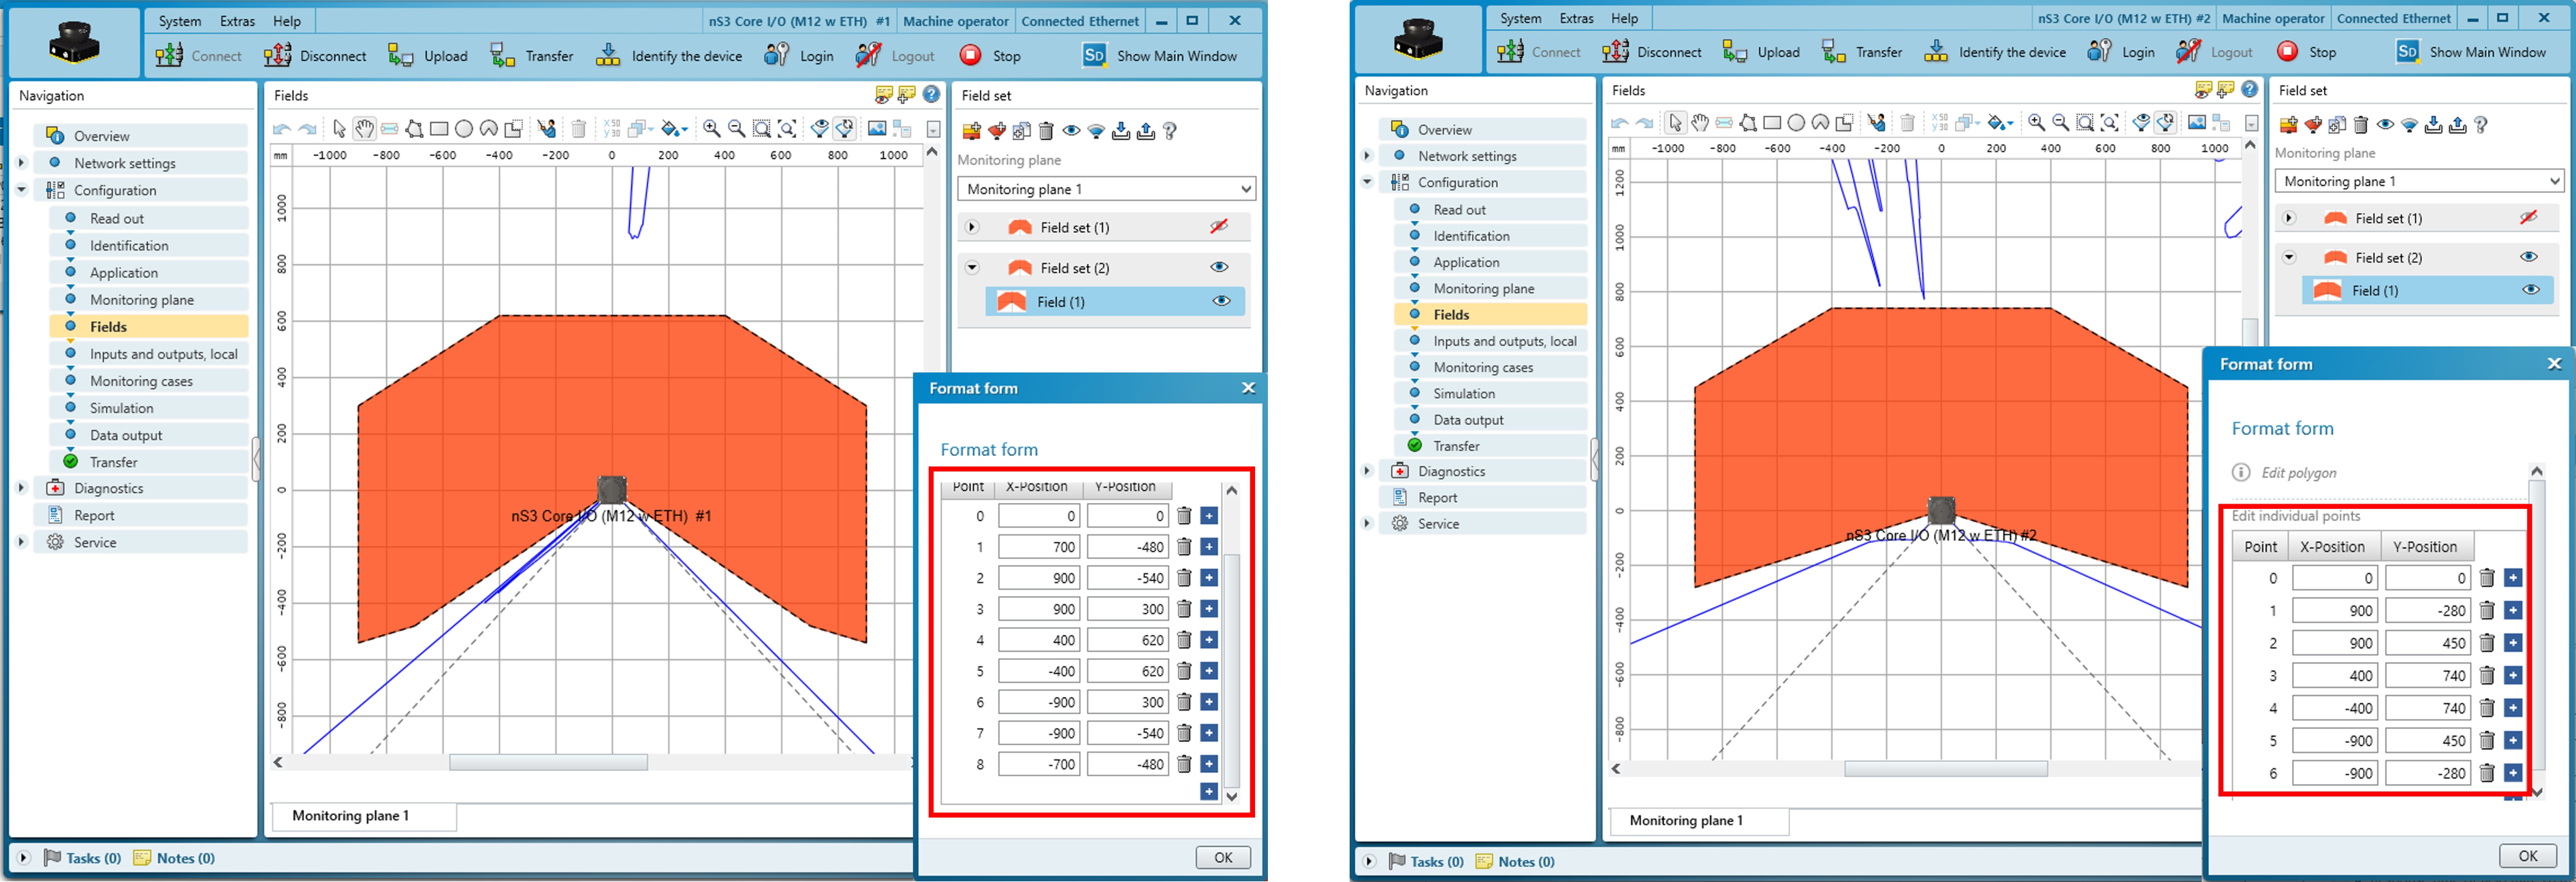 System Extras Help nS3 Core I/O (M12 w ETH) #1 Machine operator Connected Ethernet
Connect Disconnect Upload Transfer Identify the device Login Logout Stop SD Show Main Window
Navigation
Overview
Network settings
Configuration
Read out
Identification
Application
Monitoring plane
Fields
Inputs and outputs, local
Monitoring cases
Simulation
Data output
Transfer
Diagnostics
Report
Service
Fields
mm -1000 -800 -600 -400 -200 0 200 400 600 800 1000
1000
800
600
400
200
0
-200
-400
-600
-800
nS3 Core I/O (M12 w ETH) #1
Monitoring plane 1
Field set
Monitoring plane
Monitoring plane 1
Field set (1)
Field set (2)
Field (1)
Format form
Format form
Point X-Position Y-Position
0 0 0
1 700 -480
2 900 -540
3 900 300
4 400 620
5 -400 620
6 -900 300
7 -900 -540
8 -700 -480
OK
Tasks (0) Notes (0)
System Extras Help nS3 Core I/O (M12 w ETH) #2 Machine operator Connected Ethernet
Connect Disconnect Upload Transfer Identify the device Login Logout Stop SD Show Main Window
Navigation
Overview
Network settings
Configuration
Read out
Identification
Application
Monitoring plane
Fields
Inputs and outputs, local
Monitoring cases
Simulation
Data output
Transfer
Diagnostics
Report
Service
Fields
mm -1000 -800 -600 -400 -200 0 200 400 600 800 1000
1200
1000
800
600
400
200
0
-200
-400
-600
-800
nS3 Core I/O (M12 w ETH) #2
Monitoring plane 1
Field set
Monitoring plane
Monitoring plane 1
Field set (1)
Field set (2)
Field (1)
Format form
Format form
Edit polygon
Edit individual points
Point X-Position Y-Position
0 0 0
1 900 -280
2 900 450
3 400 740
4 -400 740
5 -900 450
6 -900 -280
OK
Tasks (0) Notes (0)